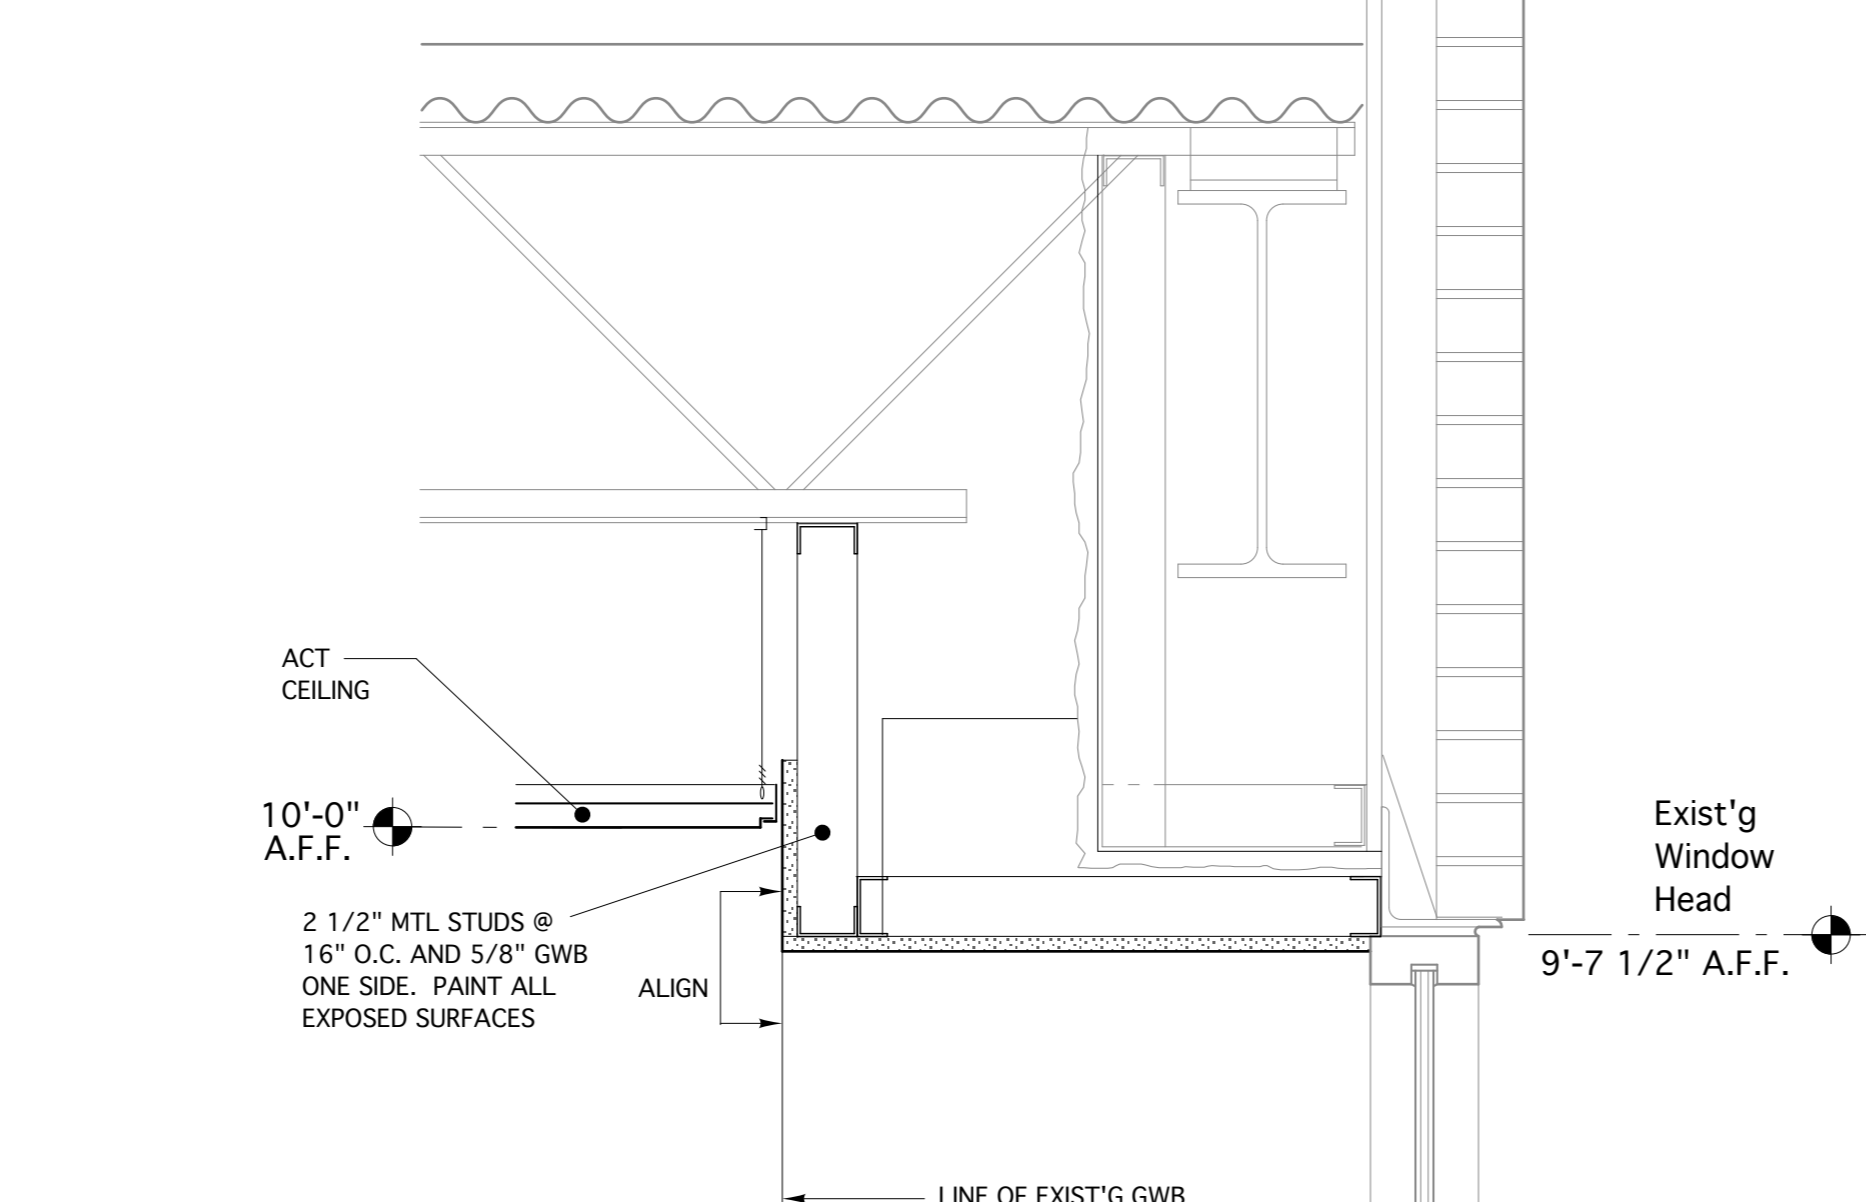 ACT
CEILING
10'-0"
A.F.F.
2 1/2" MTL STUDS @
16" O.C. AND 5/8" GWB
ONE SIDE. PAINT ALL
EXPOSED SURFACES
ALIGN
Exist'g
Window
Head
9'-7 1/2" A.F.F.
LINE OF EXIST'G GWB